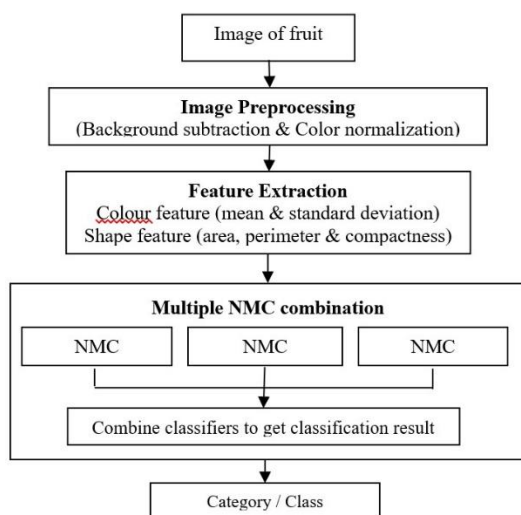 Image of fruit
Image Preprocessing
(Background subtraction & Color normalization)
Feature Extraction
Colour feature (mean & standard deviation)
Shape feature (area, perimeter & compactness)
Multiple NMC combination
NMC
NMC
NMC
Combine classifiers to get classification result
Category / Class